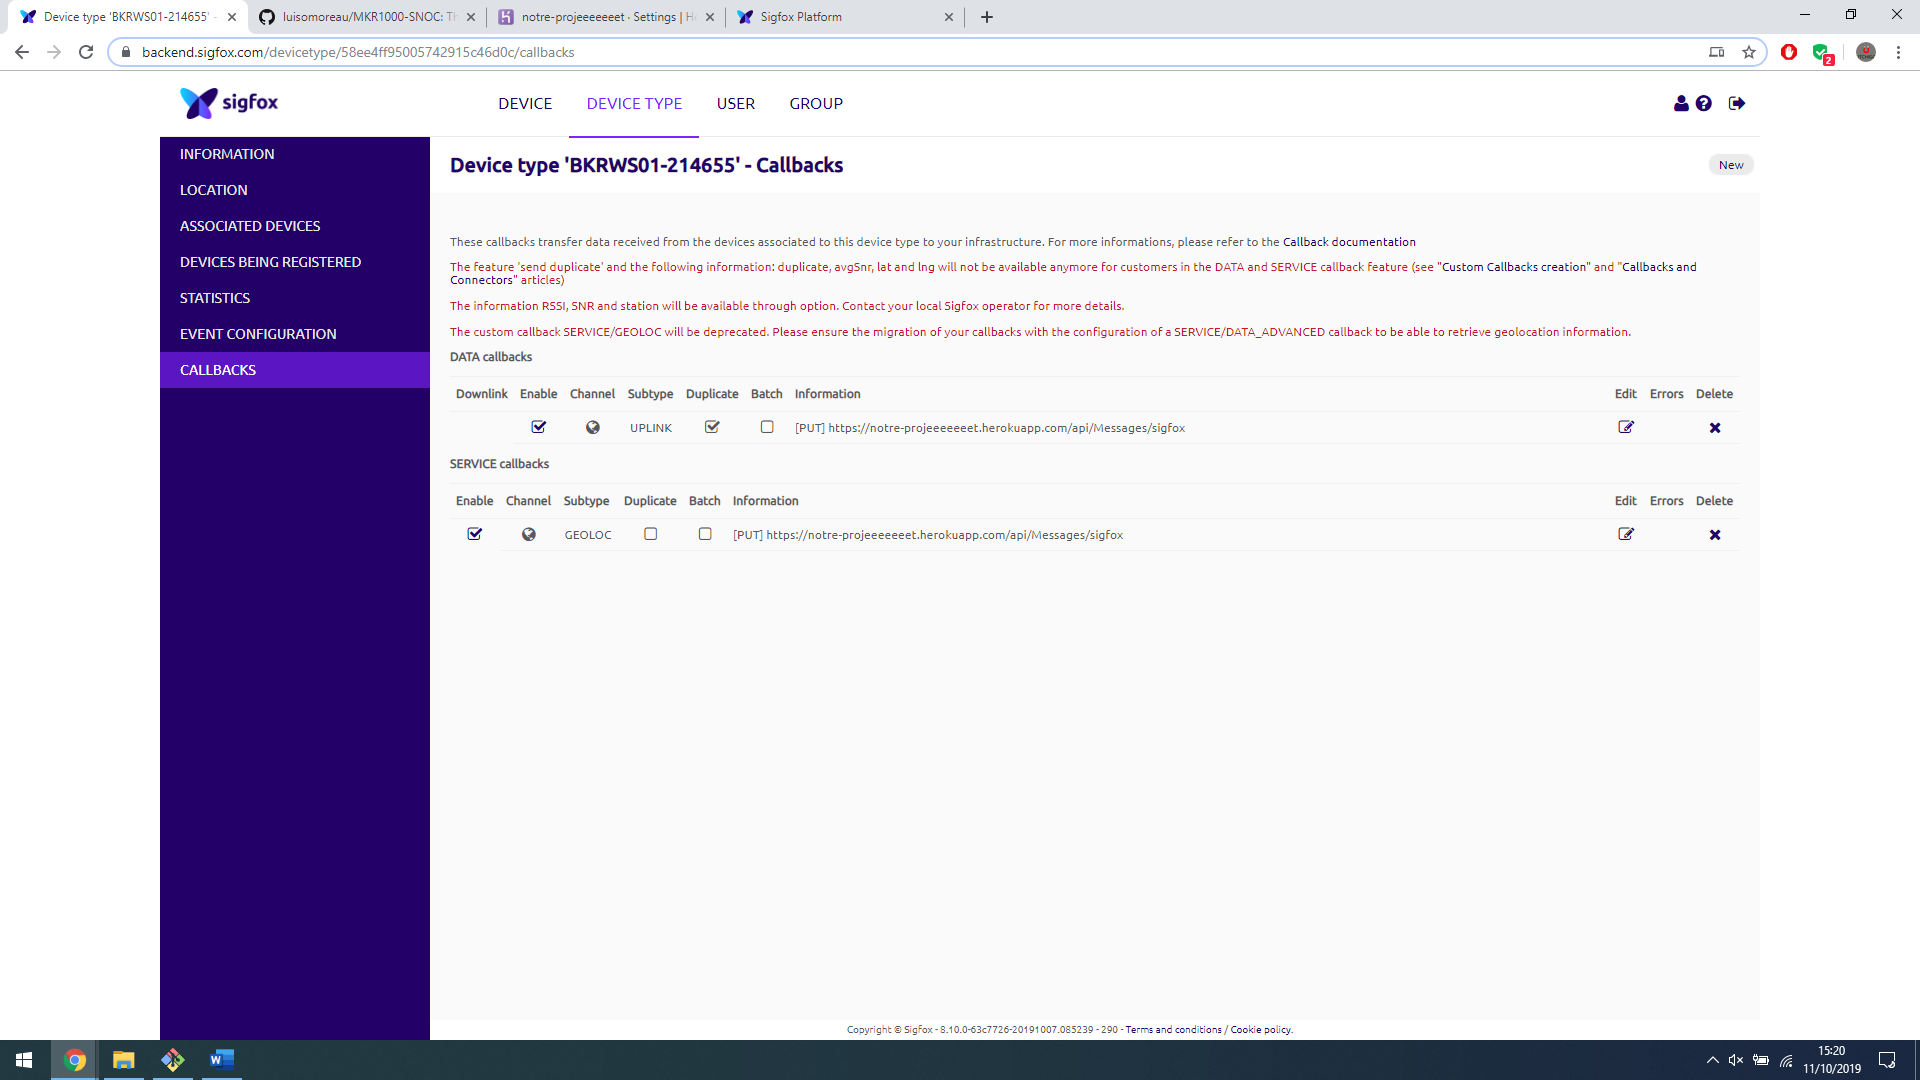 Device type 'BKRWS01-214655' -
luisomoreau/MKR1000-SNOC: Th
notre-projeeeeeeet · Settings | He
Sigfox Platform
backend.sigfox.com/devicetype/58ee4ff95005742915c46d0c/callbacks
2
sigfox
DEVICE
DEVICE TYPE
USER
GROUP
INFORMATION
LOCATION
ASSOCIATED DEVICES
DEVICES BEING REGISTERED
STATISTICS
EVENT CONFIGURATION
CALLBACKS
Device type 'BKRWS01-214655' - Callbacks
New
These callbacks transfer data received from the devices associated to this device type to your infrastructure. For more informations, please refer to the Callback documentation
The feature 'send duplicate' and the following information: duplicate, avgSnr, lat and lng will not be available anymore for customers in the DATA and SERVICE callback feature (see "Custom Callbacks creation" and "Callbacks and
Connectors" articles)
The information RSSI, SNR and station will be available through option. Contact your local Sigfox operator for more details.
The custom callback SERVICE/GEOLOC will be deprecated. Please ensure the migration of your callbacks with the configuration of a SERVICE/DATA_ADVANCED callback to be able to retrieve geolocation information.
DATA callbacks
Downlink Enable Channel Subtype Duplicate Batch Information Edit Errors Delete
UPLINK [PUT] https://notre-projeeeeeeet.herokuapp.com/api/Messages/sigfox
SERVICE callbacks
Enable Channel Subtype Duplicate Batch Information Edit Errors Delete
GEOLOC [PUT] https://notre-projeeeeeeet.herokuapp.com/api/Messages/sigfox
Copyright © Sigfox - 8.10.0-63c7726-20191007.085239 - 290 - Terms and conditions / Cookie policy.
15:20
11/10/2019